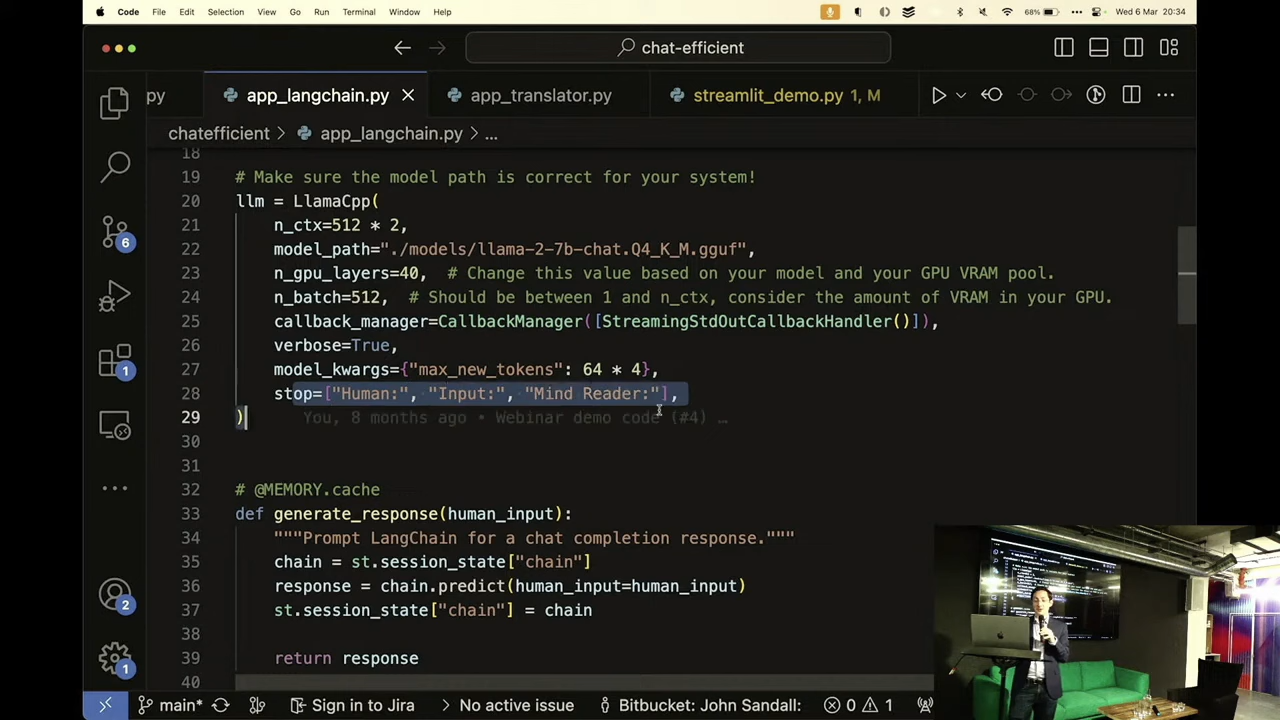 Code File Edit Selection View Go Run Terminal Window Help 68% Wed 6 Mar 20:34
chat-efficient
py app_langchain.py app_translator.py streamlit_demo.py 1, M
chatefficient > app_langchain.py > ...
18
19 # Make sure the model path is correct for your system!
20 llm = LlamaCpp(
21 n_ctx=512 * 2,
22 model_path="./models/llama-2-7b-chat.Q4_K_M.gguf",
23 n_gpu_layers=40,  # Change this value based on your model and your GPU VRAM pool.
24 n_batch=512,  # Should be between 1 and n_ctx, consider the amount of VRAM in your GPU.
25 callback_manager=CallbackManager([StreamingStdOutCallbackHandler()]),
26 verbose=True,
27 model_kwargs={"max_new_tokens": 64 * 4},
28 stop=["Human:", "Input:", "Mind Reader:"],
29 ) You, 8 months ago • Webinar demo code (#4) …
30
31
32 # @MEMORY.cache
33 def generate_response(human_input):
34 """Prompt LangChain for a chat completion response."""
35 chain = st.session_state["chain"]
36 response = chain.predict(human_input=human_input)
37 st.session_state["chain"] = chain
38
39 return response
40
6
1
2
1
main* Sign in to Jira No active issue Bitbucket: John Sandall: 0 1